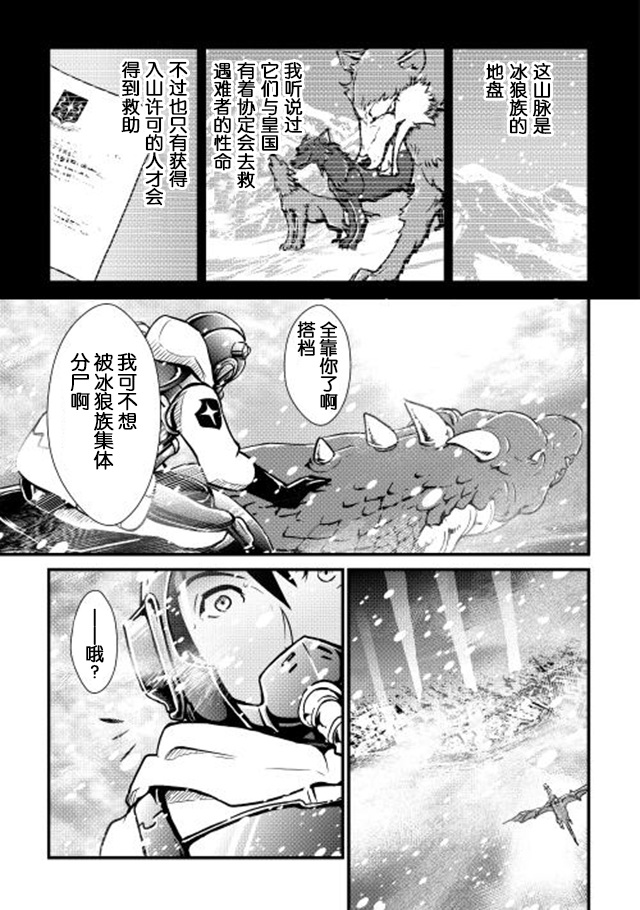 这山脉是
冰狼族的
地盘
我听说过
它们与皇国
有着协定会去救
遇难者的性命
不过也只有获得
入山许可的人才会
得到救助
全靠你了
搭档
我可不想
被冰狼族集体
分尸啊
——哦?